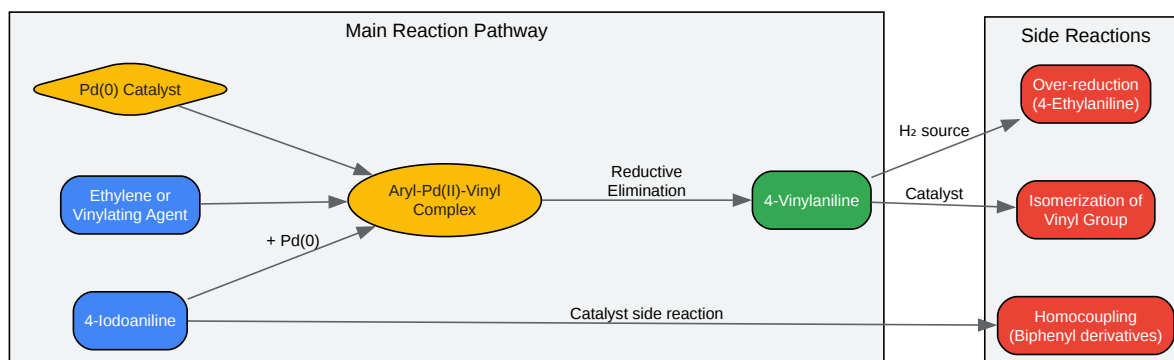 Main Reaction Pathway
Side Reactions
Pd(0) Catalyst
Over-reduction
(4-Ethylaniline)
H₂ source
Ethylene or
Vinylating Agent
Aryl-Pd(II)-Vinyl
Complex
Reductive
Elimination
4-Vinylaniline
Catalyst
Isomerization of
Vinyl Group
+ Pd(0)
4-Iodoaniline
Catalyst side reaction
Homocoupling
(Biphenyl derivatives)